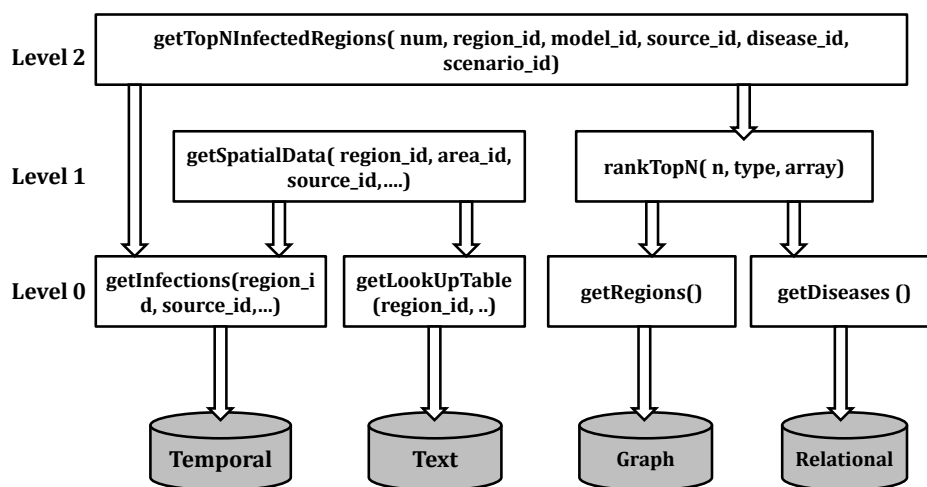 Level 2
getTopNInfectedRegions( num, region_id, model_id, source_id, disease_id,
scenario_id)
Level 1
getSpatialData( region_id, area_id,
source_id,....)
rankTopN( n, type, array)
Level 0
getInfections(region_i
d, source_id,...)
getLookUpTable
(region_id, ..)
getRegions()
getDiseases ()
Temporal
Text
Graph
Relational